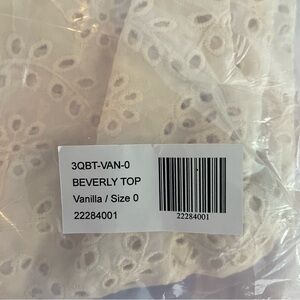 3QBT-VAN-0
BEVERLY TOP
Vanilla / Size 0
22284001
22284001